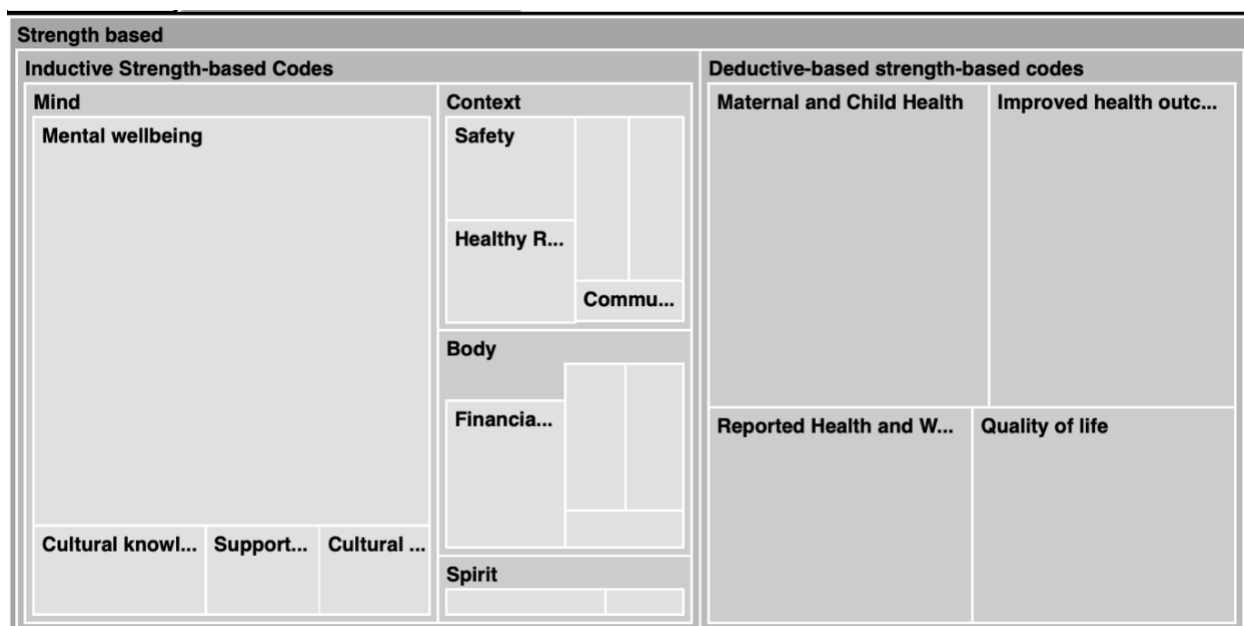 Strength based
Inductive Strength-based Codes
Mind
Mental wellbeing
Cultural knowl...
Support...
Cultural ...
Context
Safety
Healthy R...
Commu...
Body
Financia...
Spirit
Deductive-based strength-based codes
Maternal and Child Health
Improved health outc...
Reported Health and W...
Quality of life